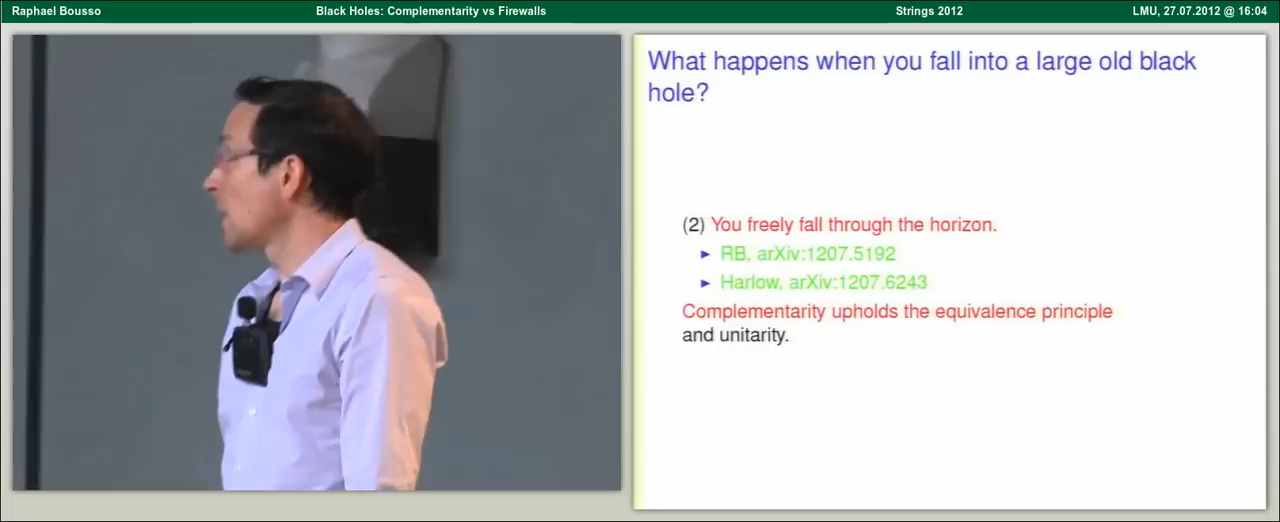 Raphael Bousso Black Holes: Complementarity vs Firewalls Strings 2012 LMU, 27.07.2012 @ 16:04
What happens when you fall into a large old black
hole?
(2) You freely fall through the horizon.
► RB, arXiv:1207.5192
► Harlow, arXiv:1207.6243
Complementarity upholds the equivalence principle
and unitarity.